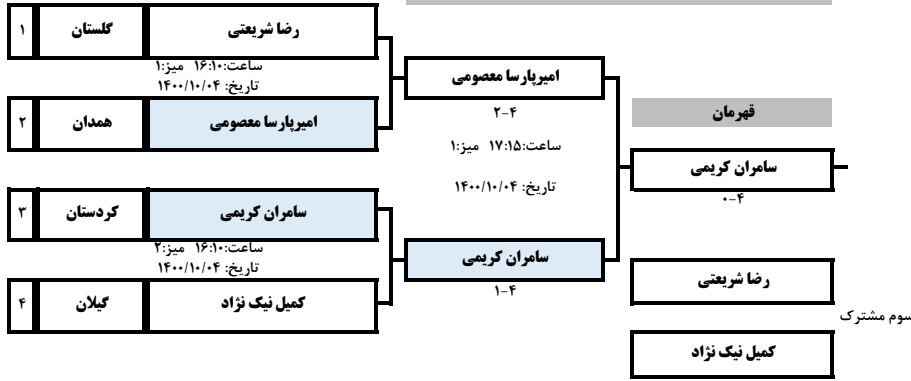 ۱ گلستان رضا شریعتی
ساعت:۱۶:۱۰ میز:۱
تاریخ: ۱۴۰۰/۱۰/۰۴
۲ همدان امیرپارسا معصومی
۳ کردستان سامران کریمی
ساعت:۱۶:۱۰ میز:۲
تاریخ: ۱۴۰۰/۱۰/۰۴
۴ گیلان کمیل نیک نژاد
امیرپارسا معصومی
۲-۴
ساعت:۱۷:۱۵ میز:۱
تاریخ: ۱۴۰۰/۱۰/۰۴
سامران کریمی
۱-۴
قهرمان
سامران کریمی
۰-۴
رضا شریعتی
سوم مشترک
کمیل نیک نژاد